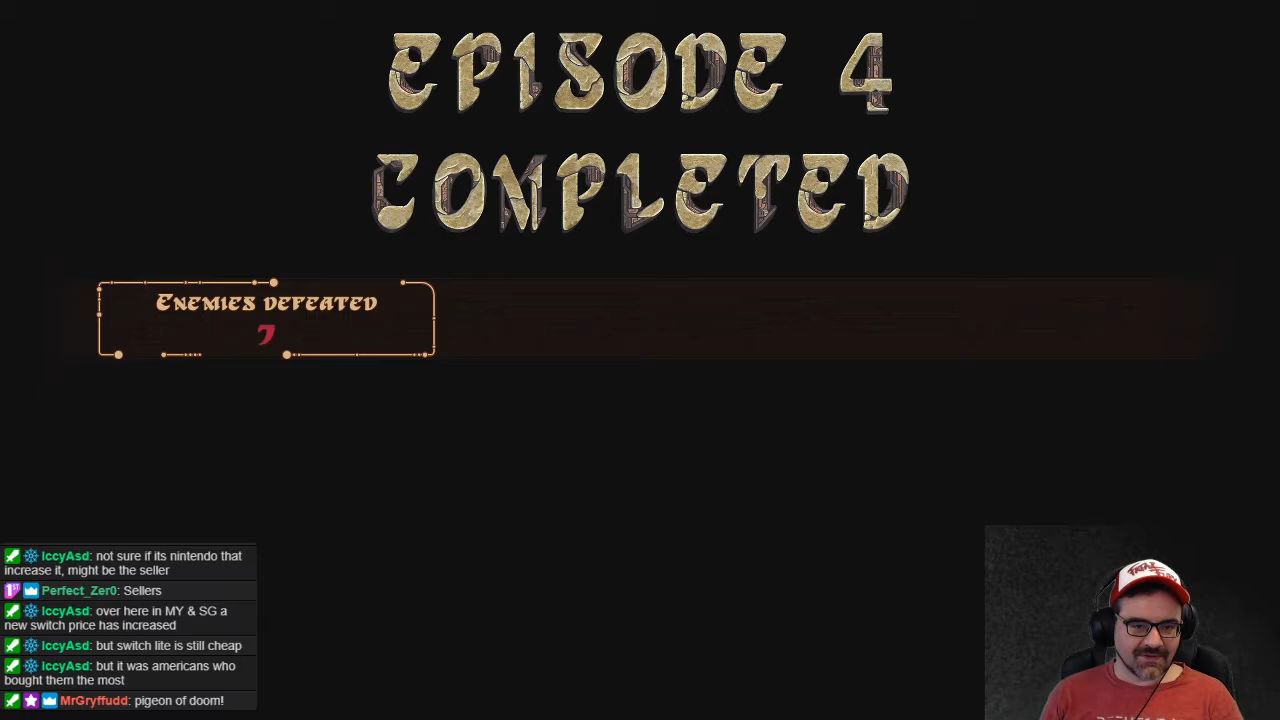 EPISODE 4
COMPLETED
ENEMIES DEFEATED
7
IccyAsd: not sure if its nintendo that
increase it, might be the seller
Perfect_Zer0: Sellers
IccyAsd: over here in MY & SG a
new switch price has increased
IccyAsd: but switch lite is still cheap
IccyAsd: but it was americans who
bought them the most
MrGryffudd: pigeon of doom!